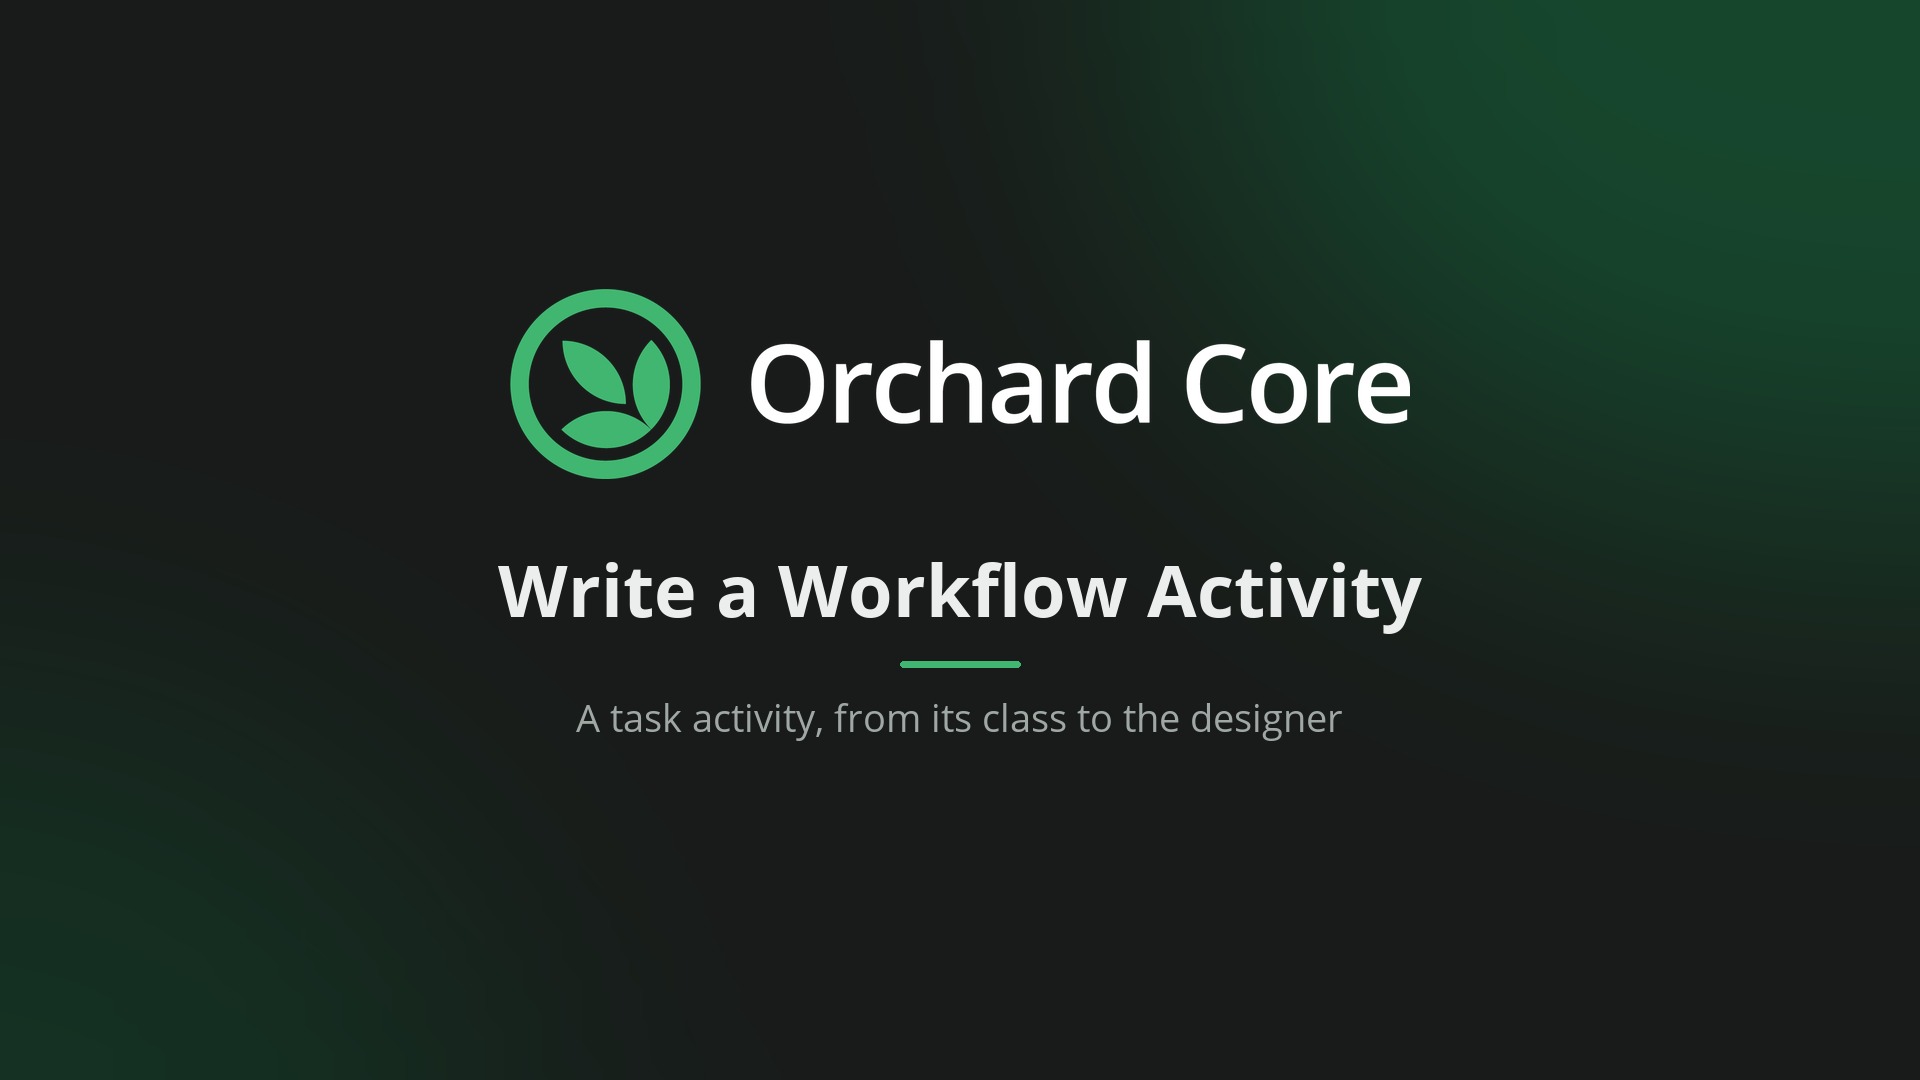 Orchard Core
Write a Workflow Activity
A task activity, from its class to the designer